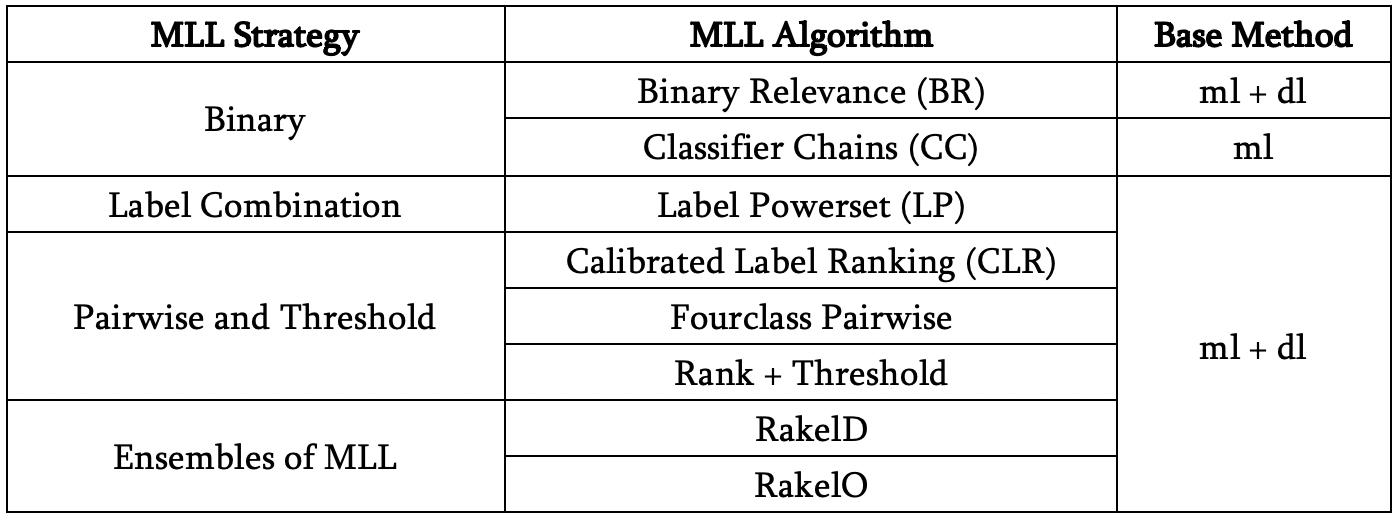 MLL Strategy MLL Algorithm Base Method
Binary Binary Relevance (BR) ml + dl
Classifier Chains (CC) ml
Label Combination Label Powerset (LP) ml + dl
Pairwise and Threshold Calibrated Label Ranking (CLR)
Fourclass Pairwise
Rank + Threshold
Ensembles of MLL RakelD
RakelO